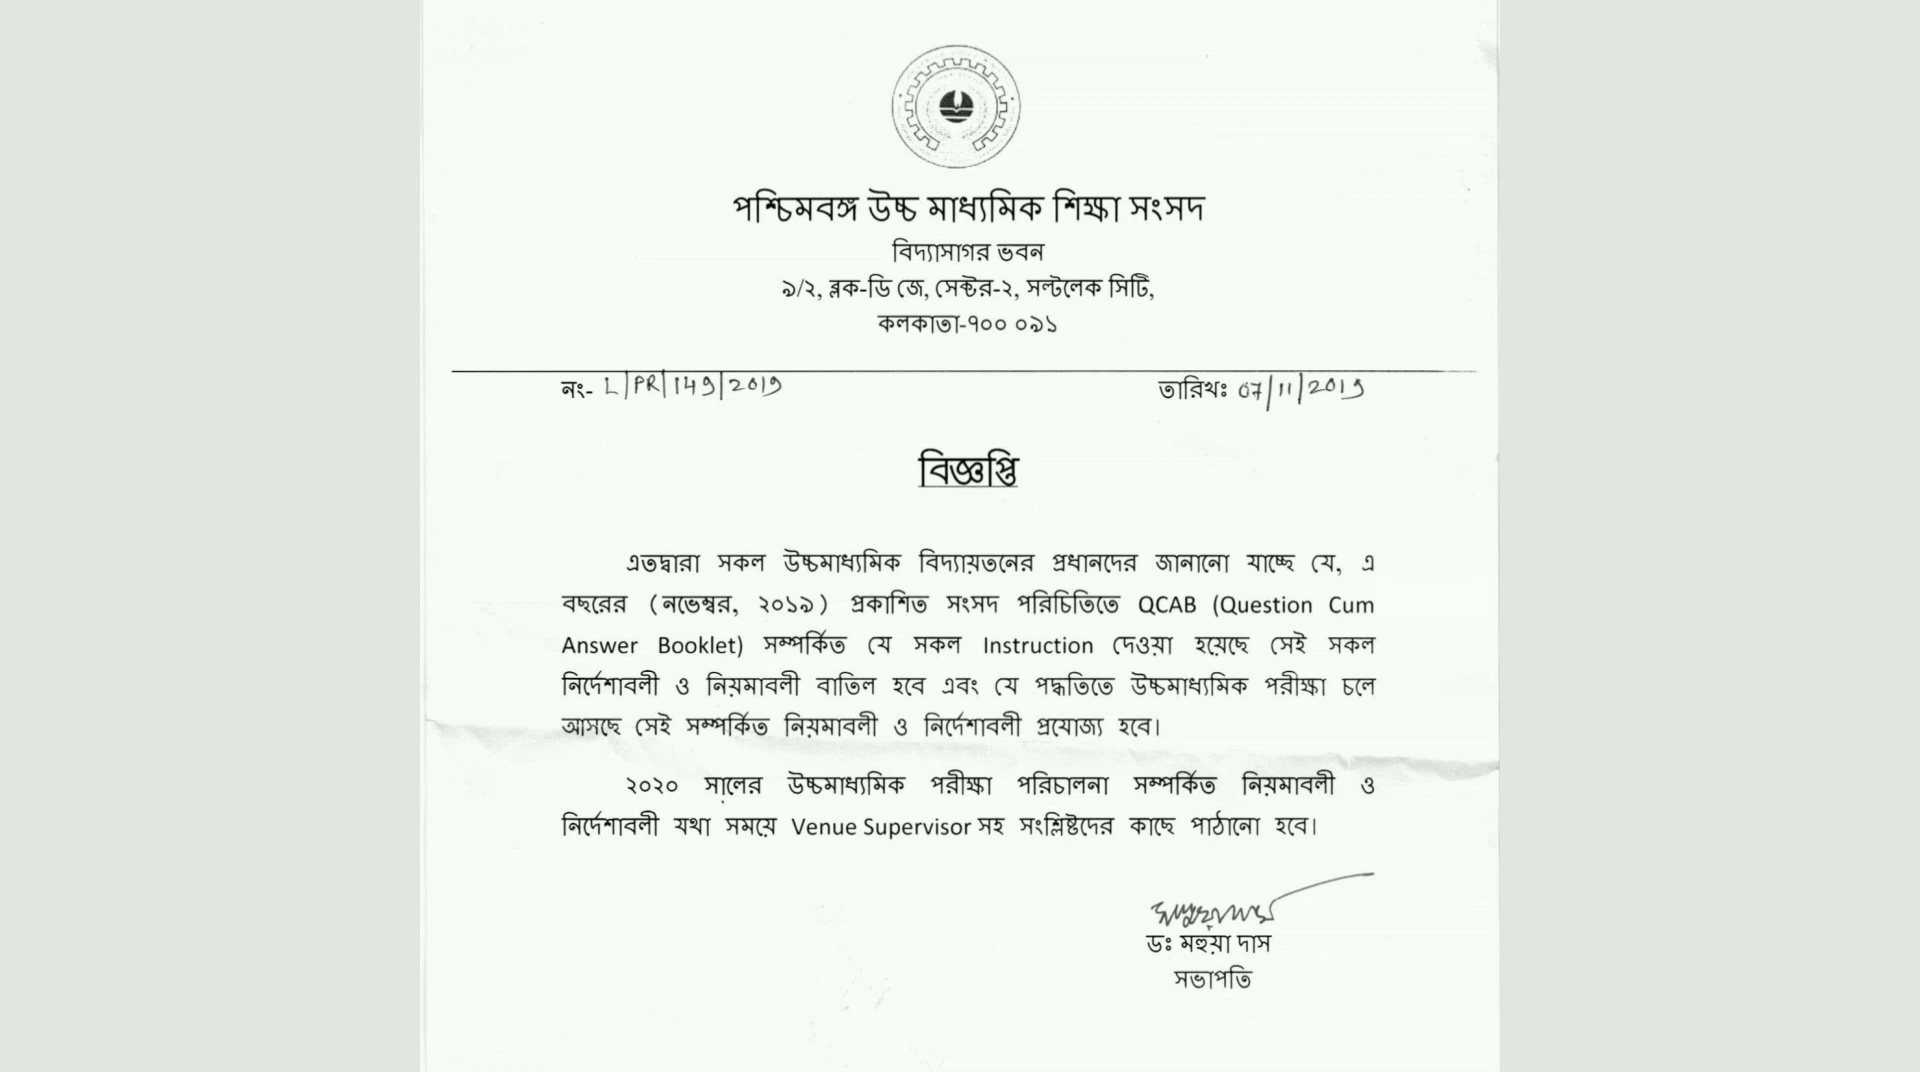 পশ্চিমবঙ্গ উচ্চ মাধ্যমিক শিক্ষা সংসদ
বিদ্যাসাগর ভবন
৯/২, ব্লক-ডি জে, সেক্টর-২, সল্টলেক সিটি,
কলকাতা-৭০০ ০৯১
নং- L/PR/149/2019 তারিখঃ 07/11/2019
বিজ্ঞপ্তি
এতদ্বারা সকল উচ্চমাধ্যমিক বিদ্যায়তনের প্রধানদের জানানো যাচ্ছে যে, এ
বছরের (নভেম্বর, ২০১৯) প্রকাশিত সংসদ পরিচিতিতে QCAB (Question Cum
Answer Booklet) সম্পর্কিত যে সকল Instruction দেওয়া হয়েছে সেই সকল
নির্দেশাবলী ও নিয়মাবলী বাতিল হবে এবং যে পদ্ধতিতে উচ্চমাধ্যমিক পরীক্ষা চলে
আসছে সেই সম্পর্কিত নিয়মাবলী ও নির্দেশাবলী প্রযোজ্য হবে।
২০২০ সালের উচ্চমাধ্যমিক পরীক্ষা পরিচালনা সম্পর্কিত নিয়মাবলী ও
নির্দেশাবলী যথা সময়ে Venue Supervisor সহ সংশ্লিষ্টদের কাছে পাঠানো হবে।
ডঃ মহুয়া দাস
সভাপতি